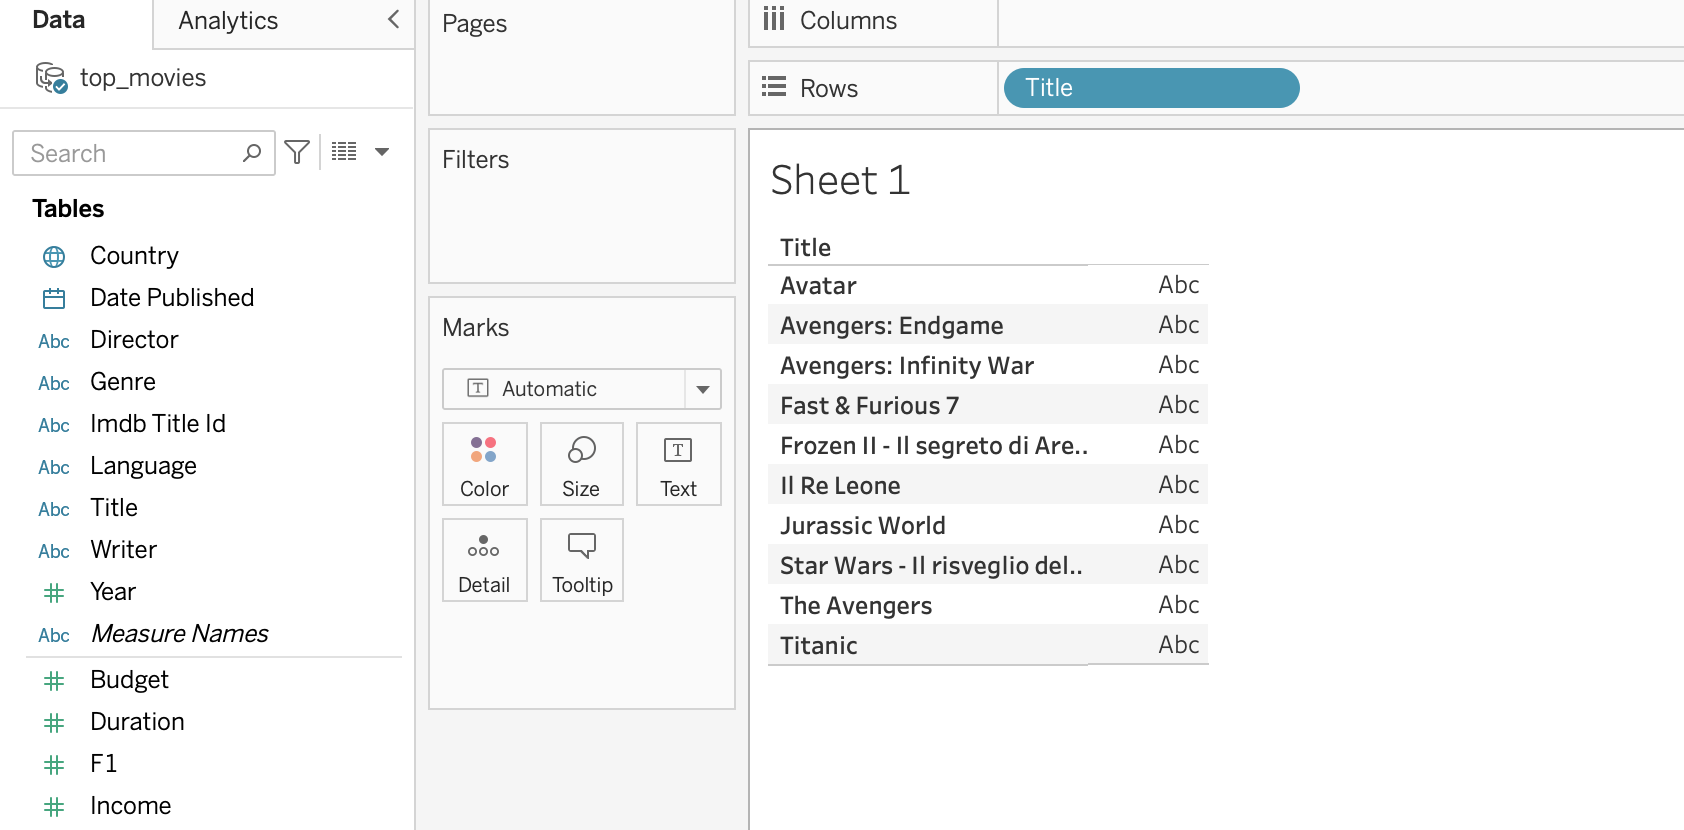 Data
Analytics
top_movies
Search
Tables
Country
Date Published
Abc Director
Abc Genre
Abc Imdb Title Id
Abc Language
Abc Title
Abc Writer
Year
Abc Measure Names
Budget
Duration
F1
Income
Pages
Filters
Marks
T Automatic
Color
Size
T Text
Detail
Tooltip
Columns
Rows
Title
Sheet 1
Title
Avatar Abc
Avengers: Endgame Abc
Avengers: Infinity War Abc
Fast & Furious 7 Abc
Frozen II - Il segreto di Are.. Abc
Il Re Leone Abc
Jurassic World Abc
Star Wars - Il risveglio del.. Abc
The Avengers Abc
Titanic Abc